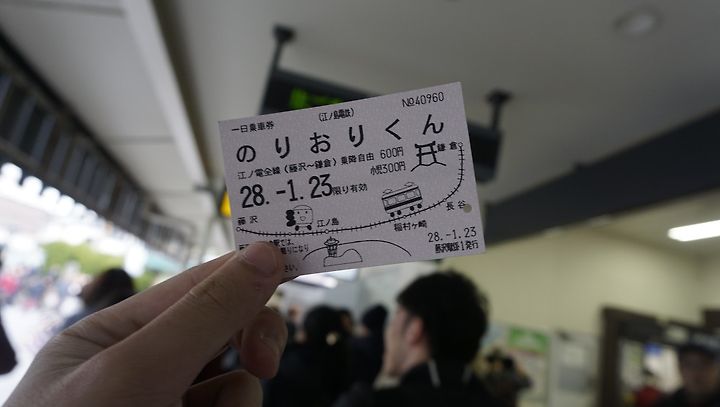 №40960
一日乗車券
(江ノ島電鉄)
のりおりくん
江ノ電全線(藤沢〜鎌倉)乗降自由 600円
小児300円
鎌倉
28.-1.23限り有効
藤沢
江ノ島
稲村ヶ崎
長谷
28.-1.23
藤沢駅1発行